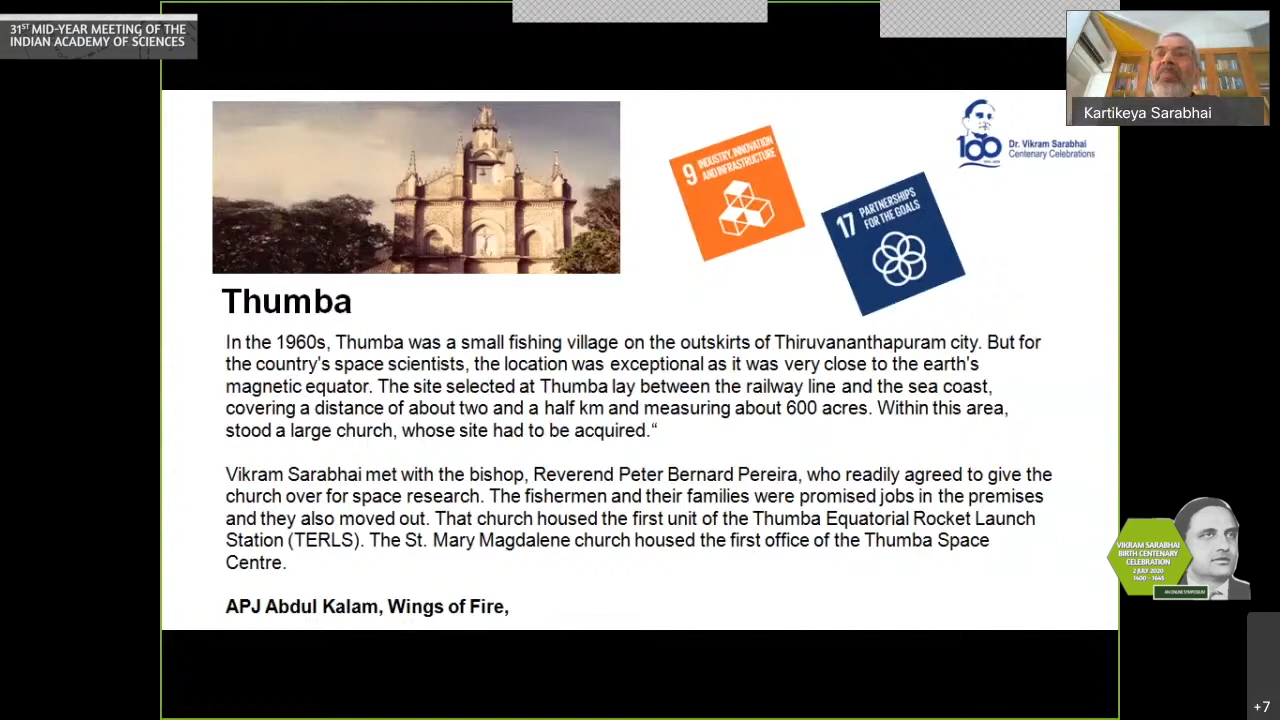 31ST MID-YEAR MEETING OF THE
INDIAN ACADEMY OF SCIENCES
Kartikeya Sarabhai
9 INDUSTRY, INNOVATION
AND INFRASTRUCTURE
17 PARTNERSHIPS
FOR THE GOALS
100
Dr. Vikram Sarabhai
Centenary Celebrations
Thumba
In the 1960s, Thumba was a small fishing village on the outskirts of Thiruvananthapuram city. But for
the country's space scientists, the location was exceptional as it was very close to the earth's
magnetic equator. The site selected at Thumba lay between the railway line and the sea coast,
covering a distance of about two and a half km and measuring about 600 acres. Within this area,
stood a large church, whose site had to be acquired.“
Vikram Sarabhai met with the bishop, Reverend Peter Bernard Pereira, who readily agreed to give the
church over for space research. The fishermen and their families were promised jobs in the premises
and they also moved out. That church housed the first unit of the Thumba Equatorial Rocket Launch
Station (TERLS). The St. Mary Magdalene church housed the first office of the Thumba Space
Centre.
APJ Abdul Kalam, Wings of Fire,
VIKRAM SARABHAI
BIRTH CENTENARY
CELEBRATION
2 JULY 2020
1400 - 1645
AN ONLINE SYMPOSIUM
+7